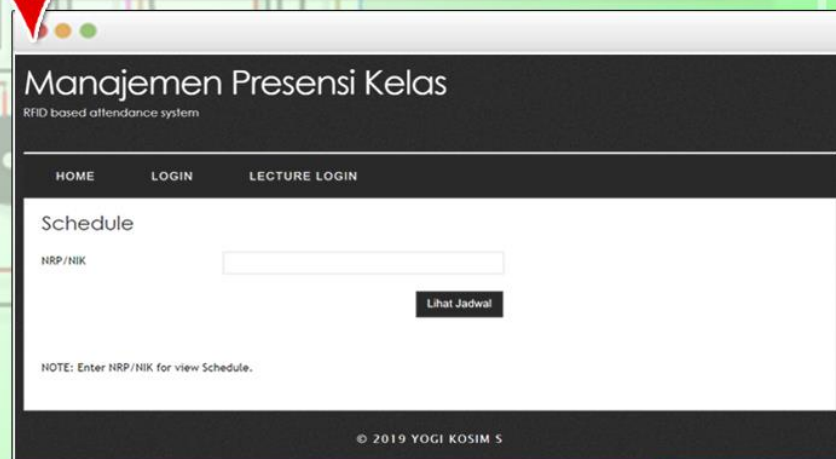 Manajemen Presensi Kelas
RFID based attendance system
HOME LOGIN LECTURE LOGIN
Schedule
NRP/NIK
Lihat Jadwal
NOTE: Enter NRP/NIK for view Schedule.
© 2019 YOGI KOSIM S